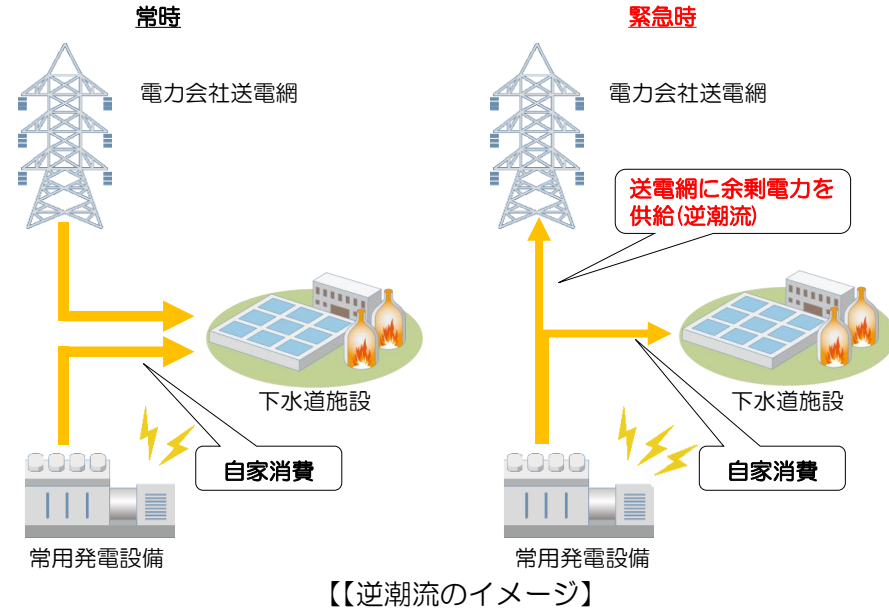 常時
電力会社送電網
下水道施設
自家消費
常用発電設備
緊急時
電力会社送電網
送電網に余剰電力を
供給(逆潮流)
下水道施設
自家消費
常用発電設備
【【逆潮流のイメージ】